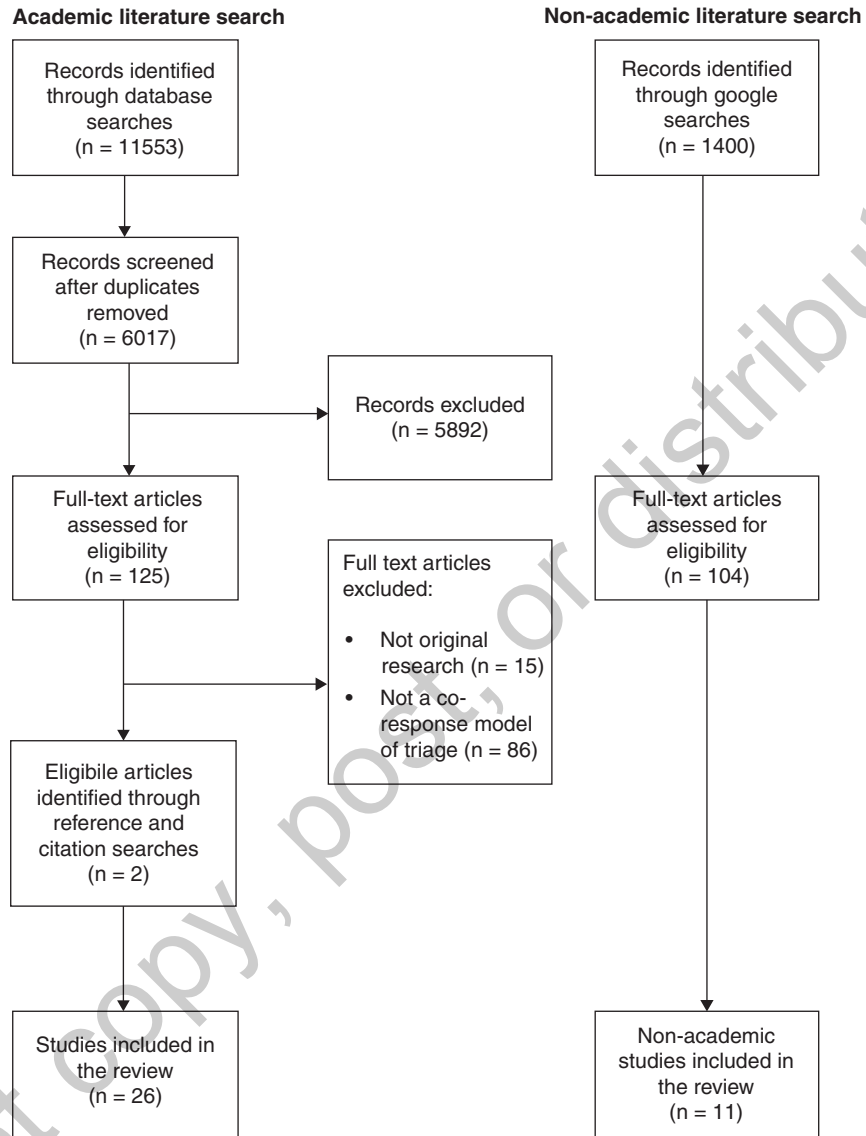 Academic literature search
Non-academic literature search
Records identified
through database
searches
(n = 11553)
Records identified
through google
searches
(n = 1400)
Records screened
after duplicates
removed
(n = 6017)
Records excluded
(n = 5892)
Full-text articles
assessed for
eligibility
(n = 125)
Full-text articles
assessed for
eligibility
(n = 104)
Full text articles
excluded:
• Not original
research (n = 15)
• Not a co-
response model
of triage (n = 86)
Eligibile articles
identified through
reference and
citation searches
(n = 2)
Studies included in
the review
(n = 26)
Non-academic
studies included in
the review
(n = 11)
copy, post, or